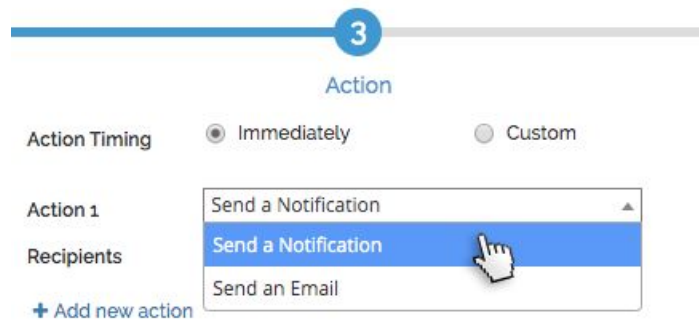 3
Action
Action Timing Immediately Custom
Action 1 Send a Notification
Recipients Send a Notification
Send an Email
+ Add new action